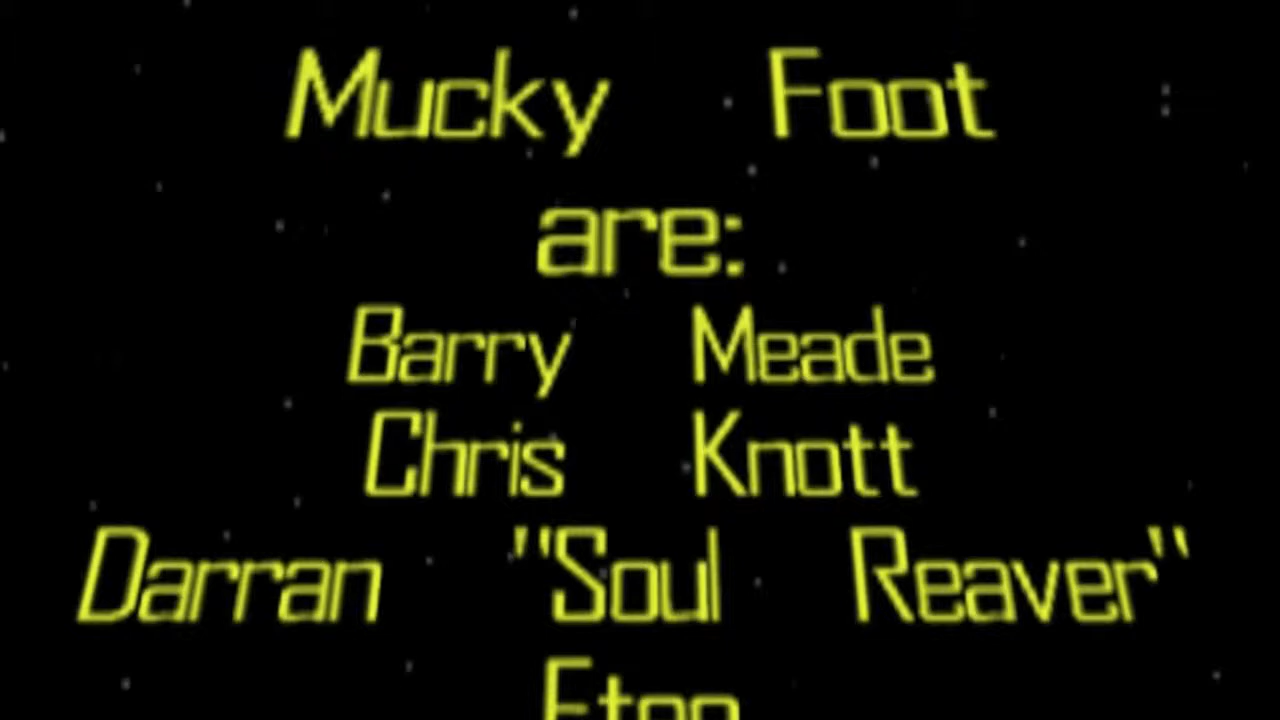 Mucky Foot
are:
Barry Meade
Chris Knott
Darran "Soul Reaver"